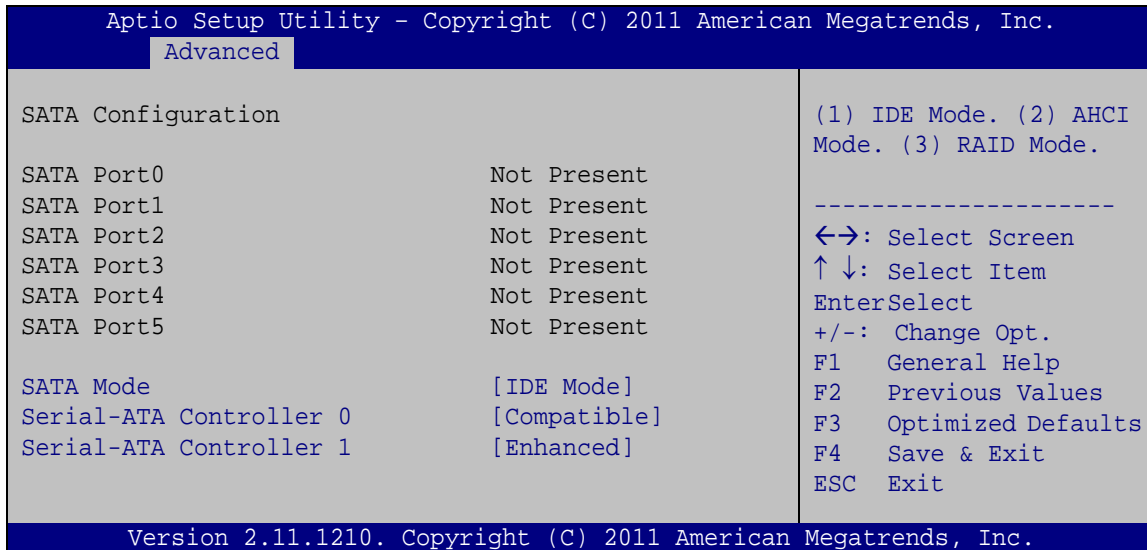 Aptio Setup Utility – Copyright (C) 2011 American Megatrends, Inc.
Advanced
SATA Configuration
SATA Port0 Not Present
SATA Port1 Not Present
SATA Port2 Not Present
SATA Port3 Not Present
SATA Port4 Not Present
SATA Port5 Not Present
SATA Mode [IDE Mode]
Serial-ATA Controller 0 [Compatible]
Serial-ATA Controller 1 [Enhanced]
(1) IDE Mode. (2) AHCI
Mode. (3) RAID Mode.
---------------------
←→: Select Screen
↑ ↓: Select Item
EnterSelect
+/-: Change Opt.
F1 General Help
F2 Previous Values
F3 Optimized Defaults
F4 Save & Exit
ESC Exit
Version 2.11.1210. Copyright (C) 2011 American Megatrends, Inc.